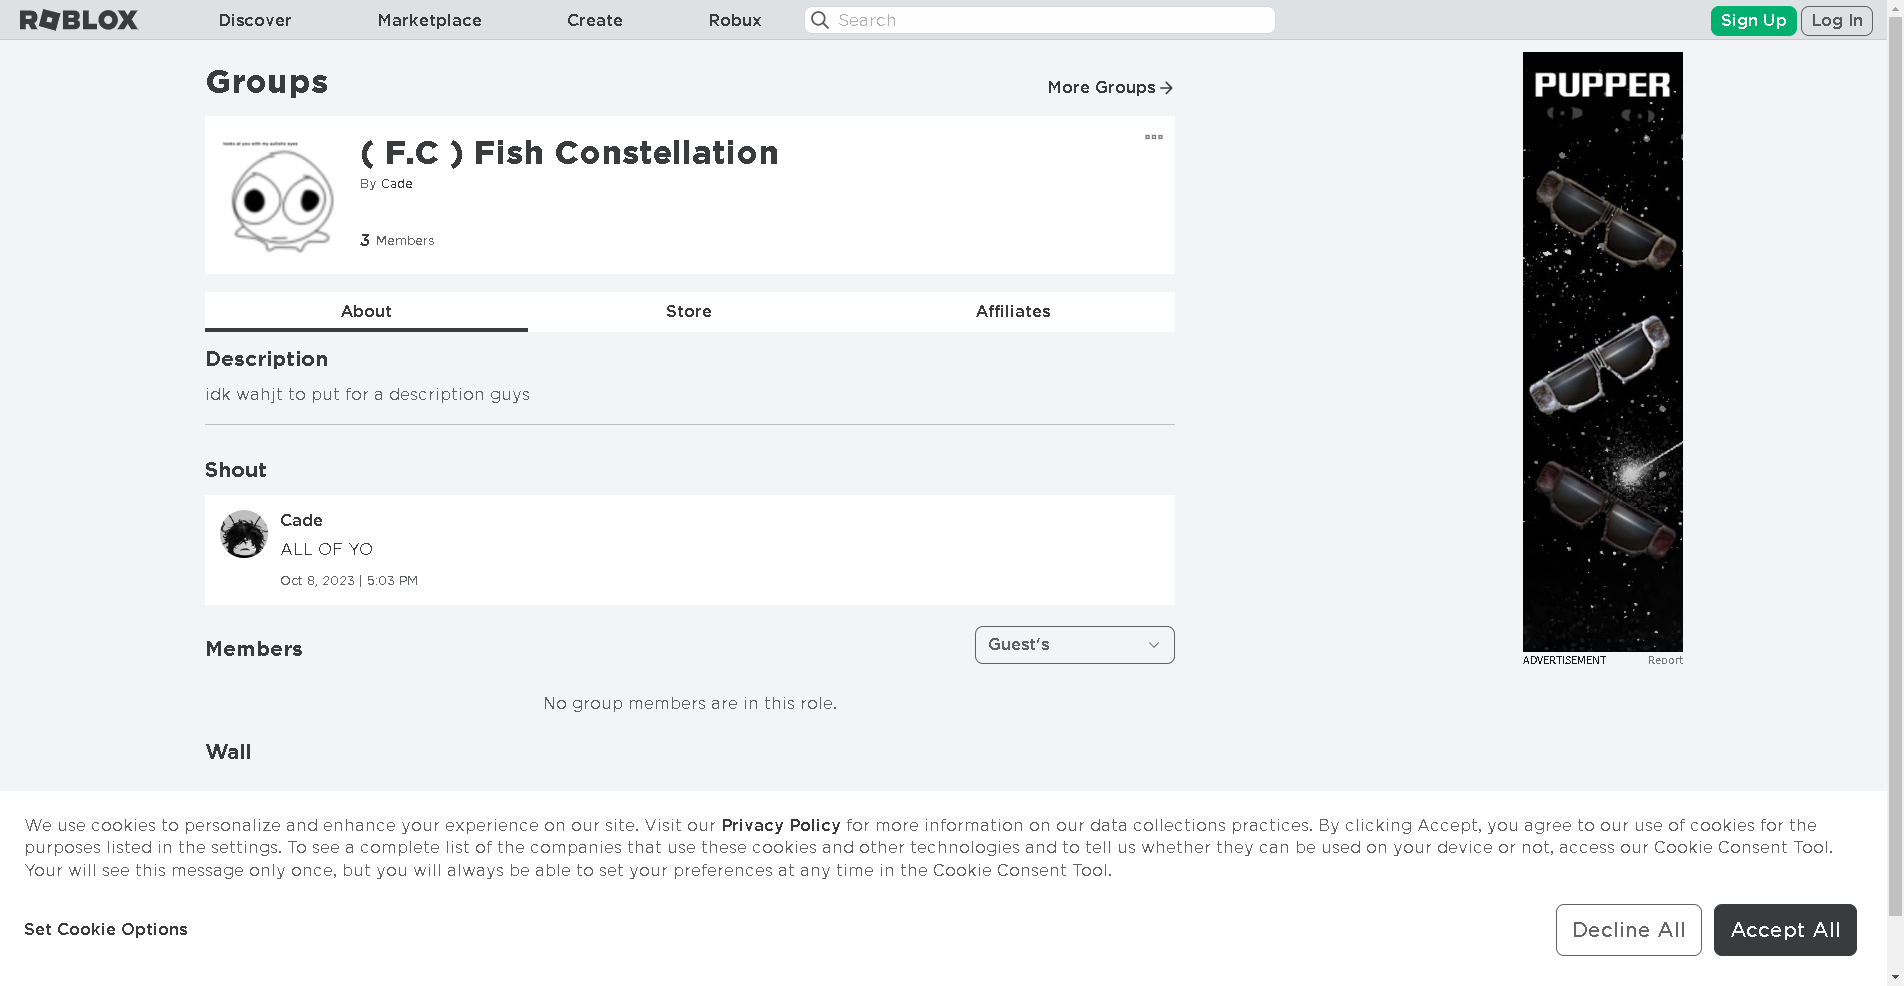 ROBLOX Discover Marketplace Create Robux Search Sign Up Log In
Groups
More Groups
looks at you with my autistic eyes
( F.C ) Fish Constellation
By Cade
3 Members
About Store Affiliates
Description
idk wahjt to put for a description guys
Shout
Cade
ALL OF YO
Oct 8, 2023 | 5:03 PM
Members
Guest's
No group members are in this role.
Wall
PUPPER
ADVERTISEMENT Report
We use cookies to personalize and enhance your experience on our site. Visit our Privacy Policy for more information on our data collections practices. By clicking Accept, you agree to our use of cookies for the
purposes listed in the settings. To see a complete list of the companies that use these cookies and other technologies and to tell us whether they can be used on your device or not, access our Cookie Consent Tool.
Your will see this message only once, but you will always be able to set your preferences at any time in the Cookie Consent Tool.
Set Cookie Options
Decline All Accept All